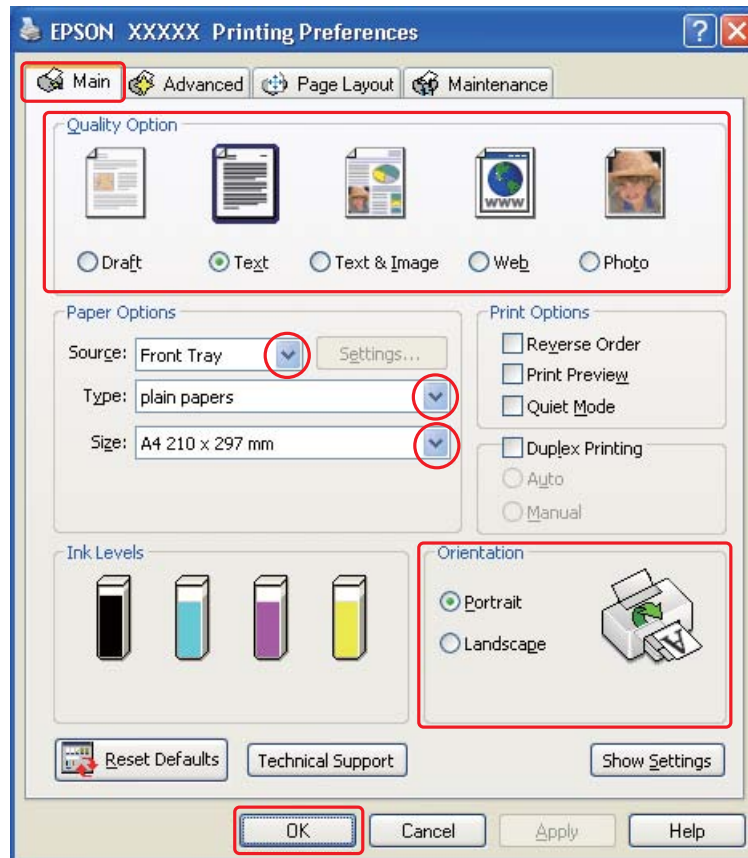 EPSON XXXXX Printing Preferences
Main Advanced Page Layout Maintenance
Quality Option
WWW
Draft Text Text & Image Web Photo
Paper Options
Source: Front Tray Settings...
Type: plain papers
Size: A4 210 x 297 mm
Print Options
Reverse Order
Print Preview
Quiet Mode
Duplex Printing
Auto
Manual
Ink Levels
Orientation
Portrait
Landscape
A
Reset Defaults Technical Support Show Settings
OK Cancel Apply Help